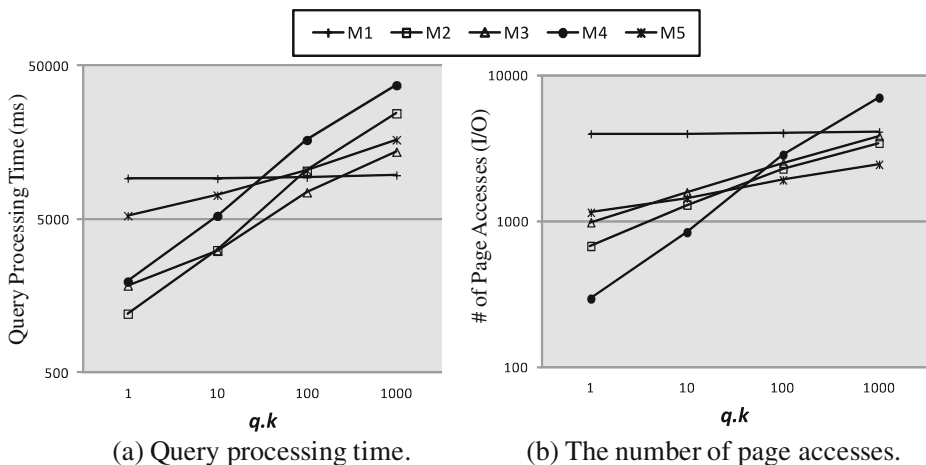 M1 M2 M3 M4 M5
Query Processing Time (ms)
50000
5000
500
1 10 100 1000
q.k
(a) Query processing time.
# of Page Accesses (I/O)
10000
1000
100
1 10 100 1000
q.k
(b) The number of page accesses.